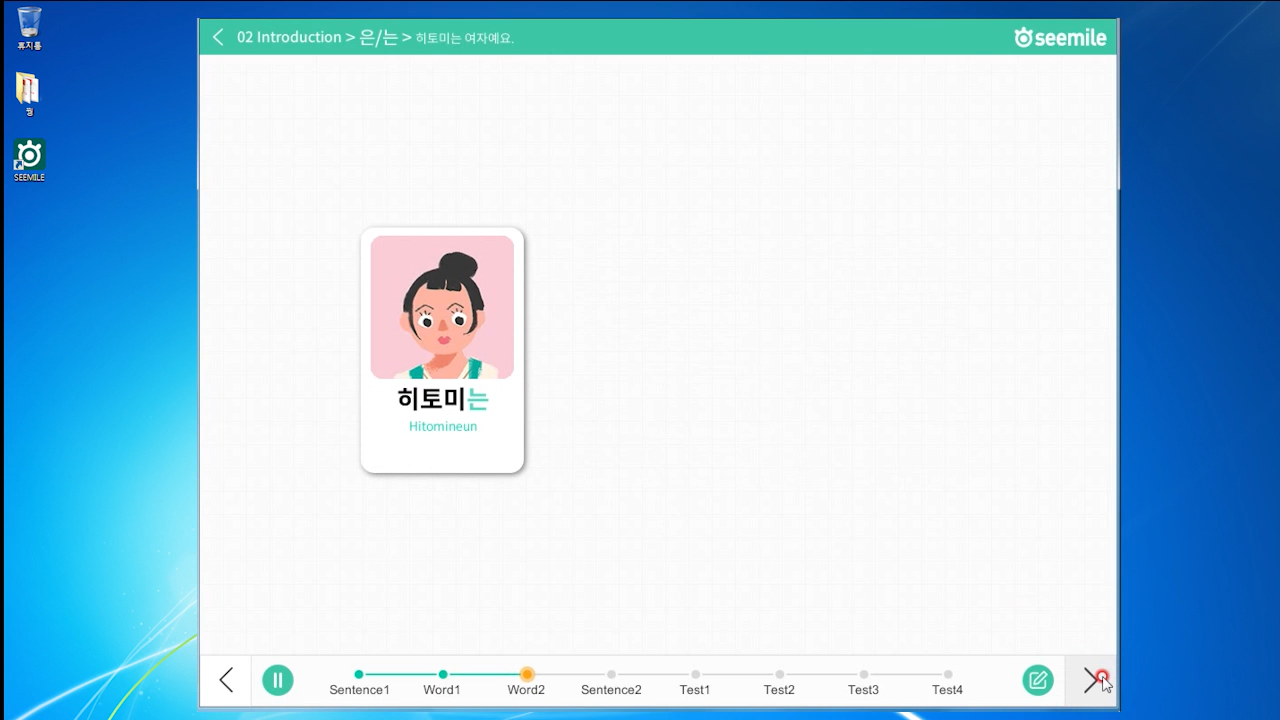 휴지통
02 Introduction > 은/는 > 히토미는 여자예요.
seemile
SEEMILE
히토미는
Hitomineun
Sentence1
Word1
Word2
Sentence2
Test1
Test2
Test3
Test4